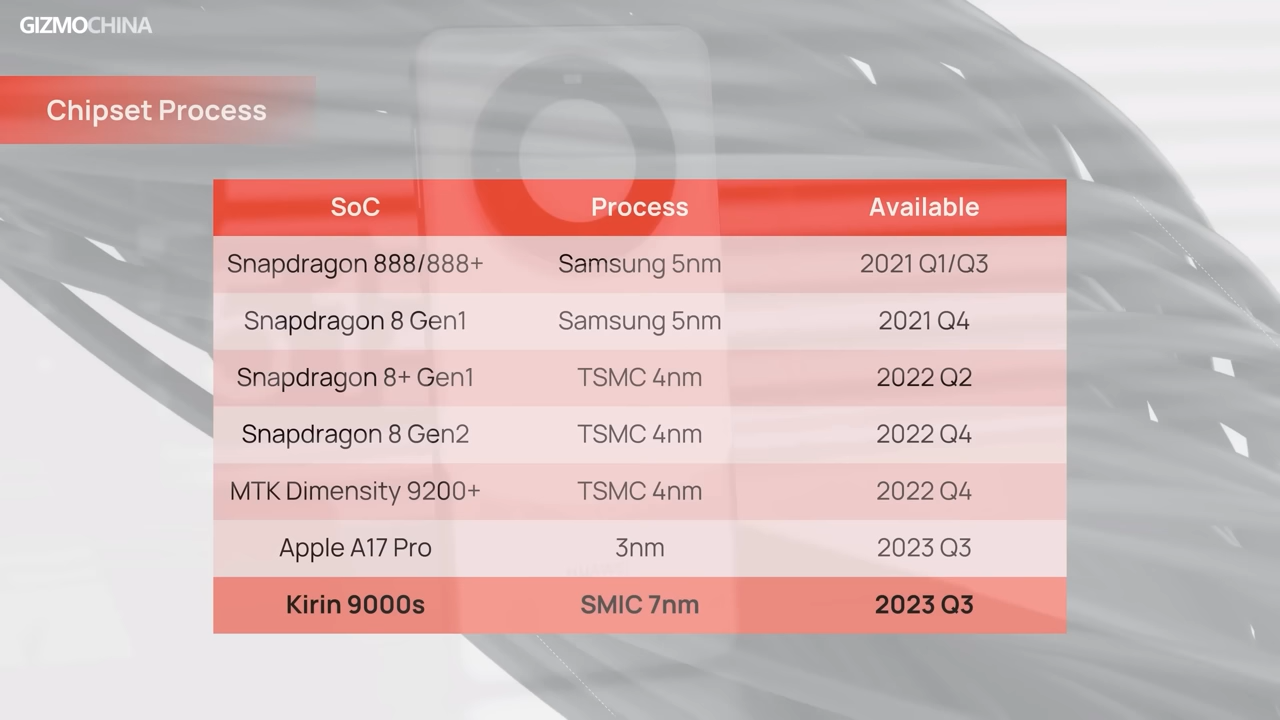 GIZMOCHINA
Chipset Process
SoC Process Available
Snapdragon 888/888+ Samsung 5nm 2021 Q1/Q3
Snapdragon 8 Gen1 Samsung 5nm 2021 Q4
Snapdragon 8+ Gen1 TSMC 4nm 2022 Q2
Snapdragon 8 Gen2 TSMC 4nm 2022 Q4
MTK Dimensity 9200+ TSMC 4nm 2022 Q4
Apple A17 Pro 3nm 2023 Q3
Kirin 9000s SMIC 7nm 2023 Q3